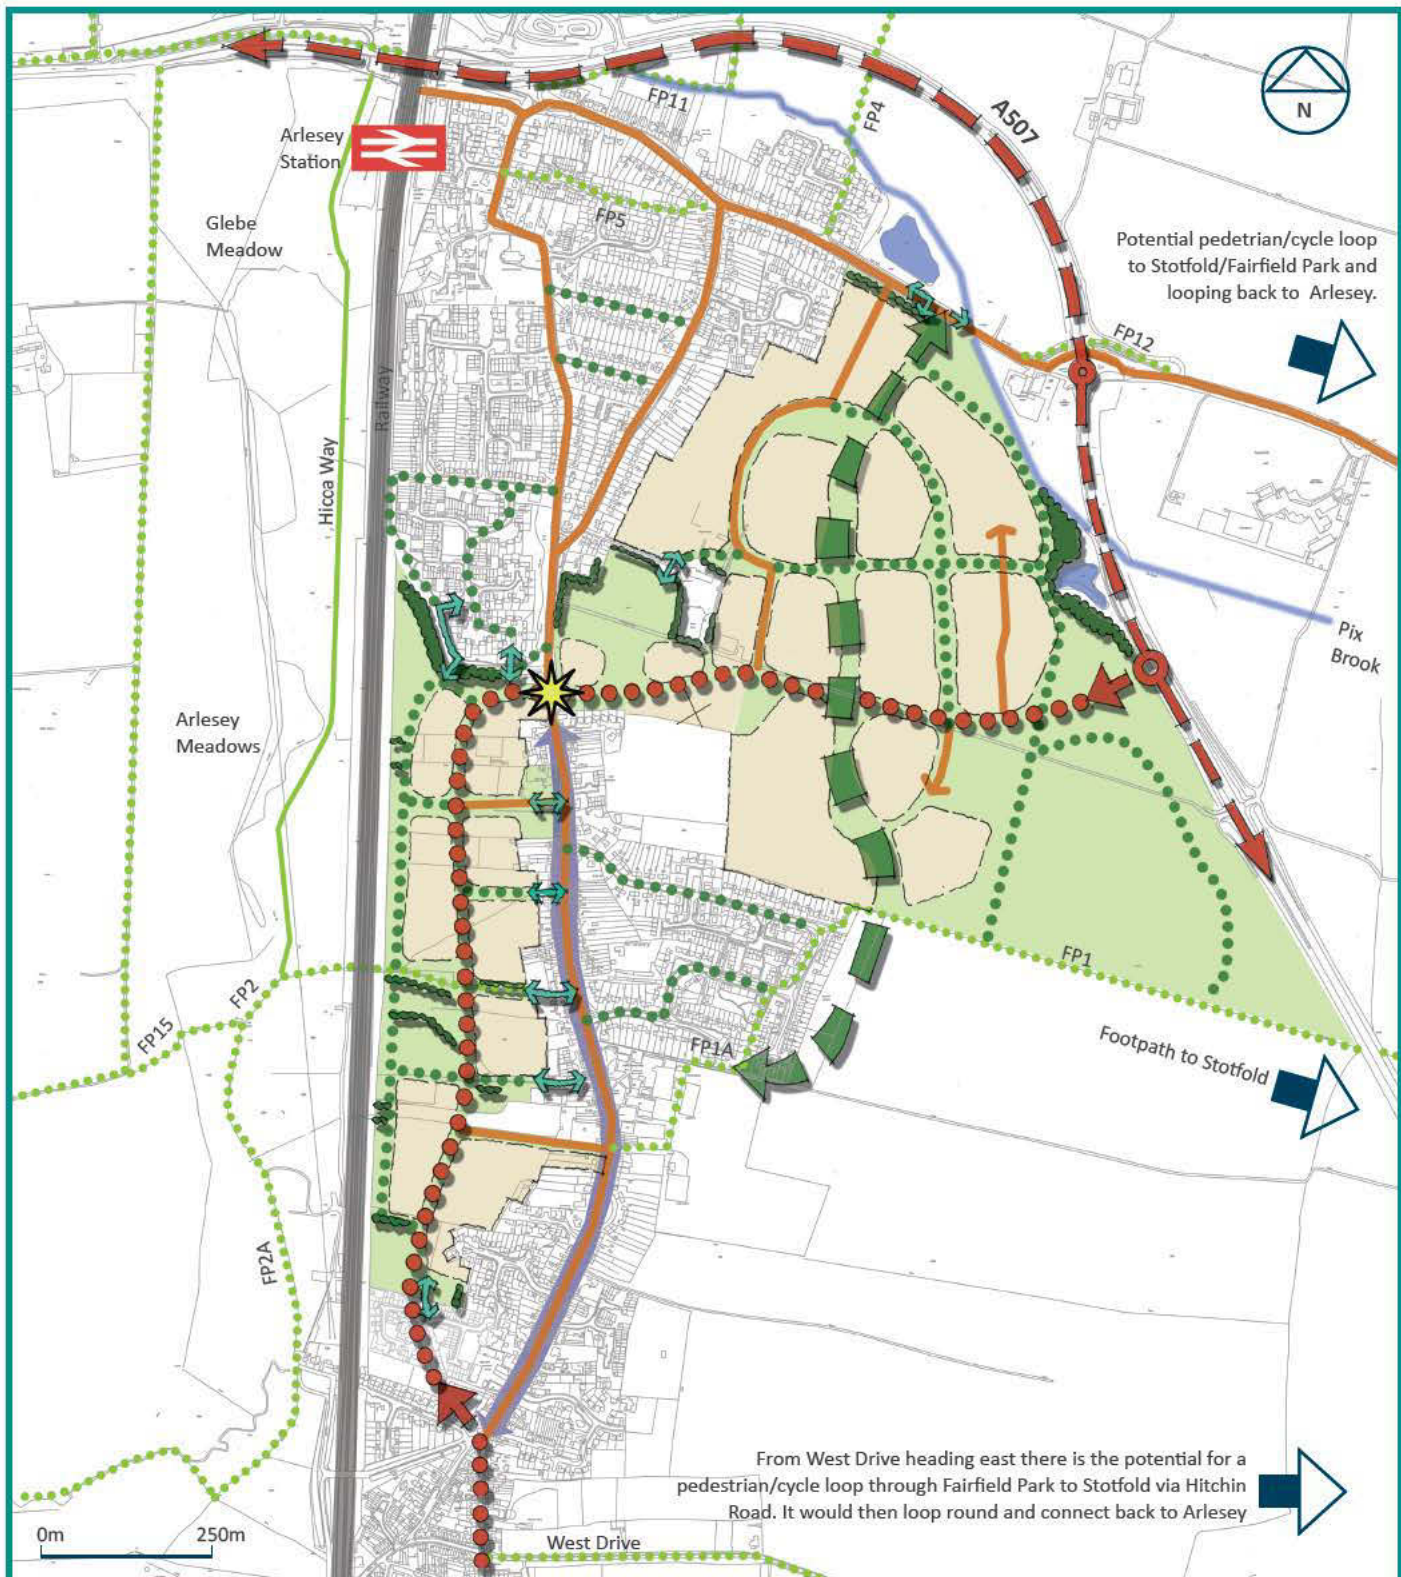 FP11
FP4
A507
N
Arlesey
Station
Glebe
Meadow
FP5
Potential pedetrian/cycle loop
to Stotfold/Fairfield Park and
looping back to Arlesey.
FP12
Railway
Hicca Way
Pix
Brook
Arlesey
Meadows
FP1
FP2
FP15
FP1A
Footpath to Stotfold
FP2A
From West Drive heading east there is the potential for a
pedestrian/cycle loop through Fairfield Park to Stotfold via Hitchin
Road. It would then loop round and connect back to Arlesey
0m
250m
West Drive